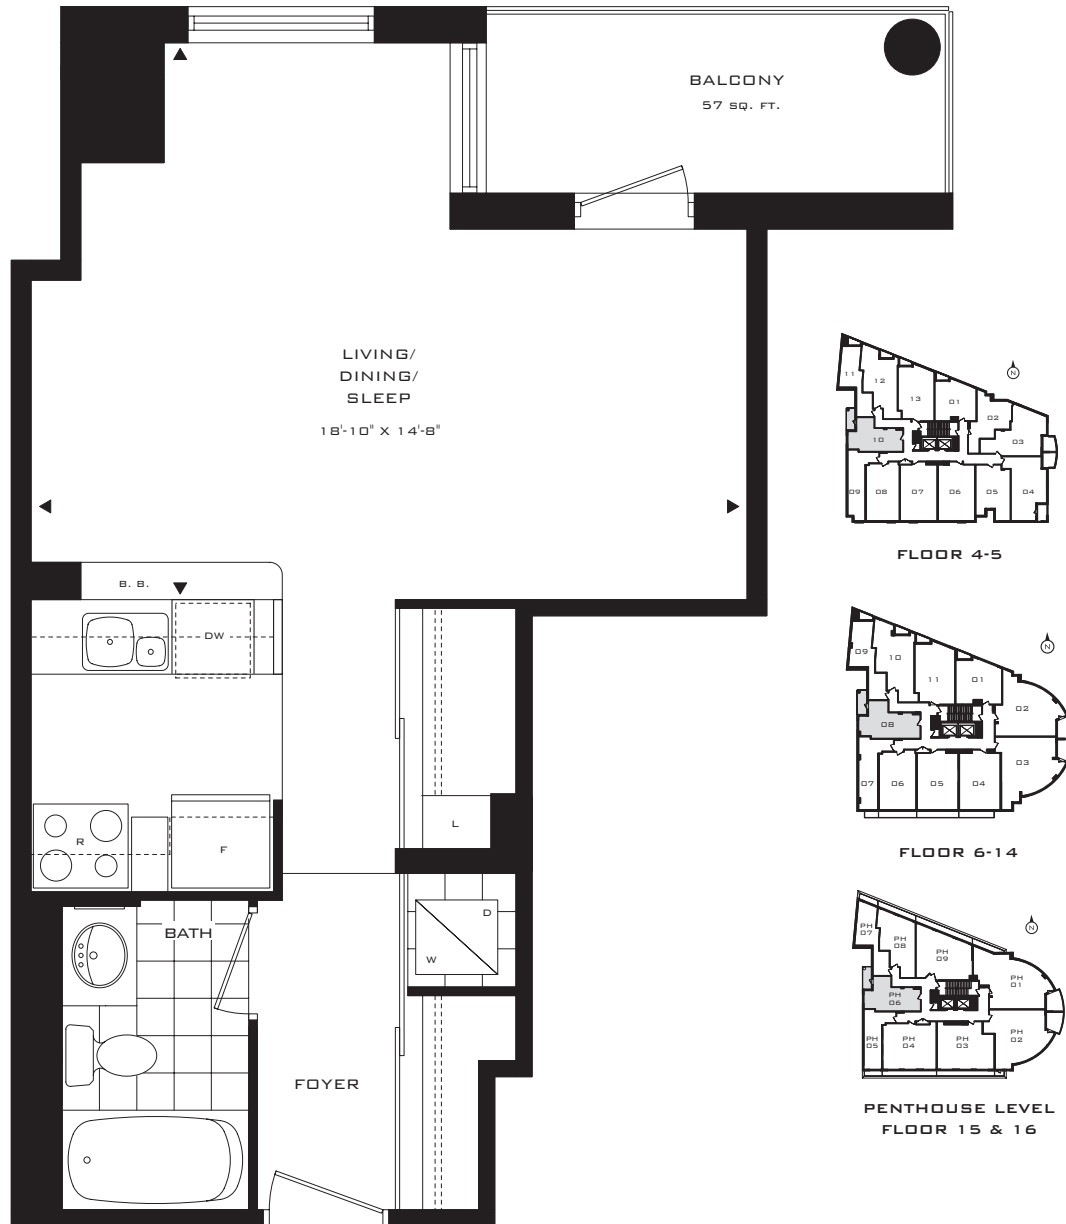 BALCONY
57 SQ. FT.
LIVING/
DINING/
SLEEP
18'-10" X 14'-8"
B. B.
DW
R
F
L
D
W
BATH
FOYER
N
11
12
13
01
02
03
10
09
08
07
06
05
04
FLOOR 4-5
N
09
10
11
01
02
08
03
07
06
05
04
FLOOR 6-14
N
PH
07
PH
08
PH
09
PH
01
PH
06
PH
02
PH
05
PH
04
PH
03
PENTHOUSE LEVEL
FLOOR 15 & 16